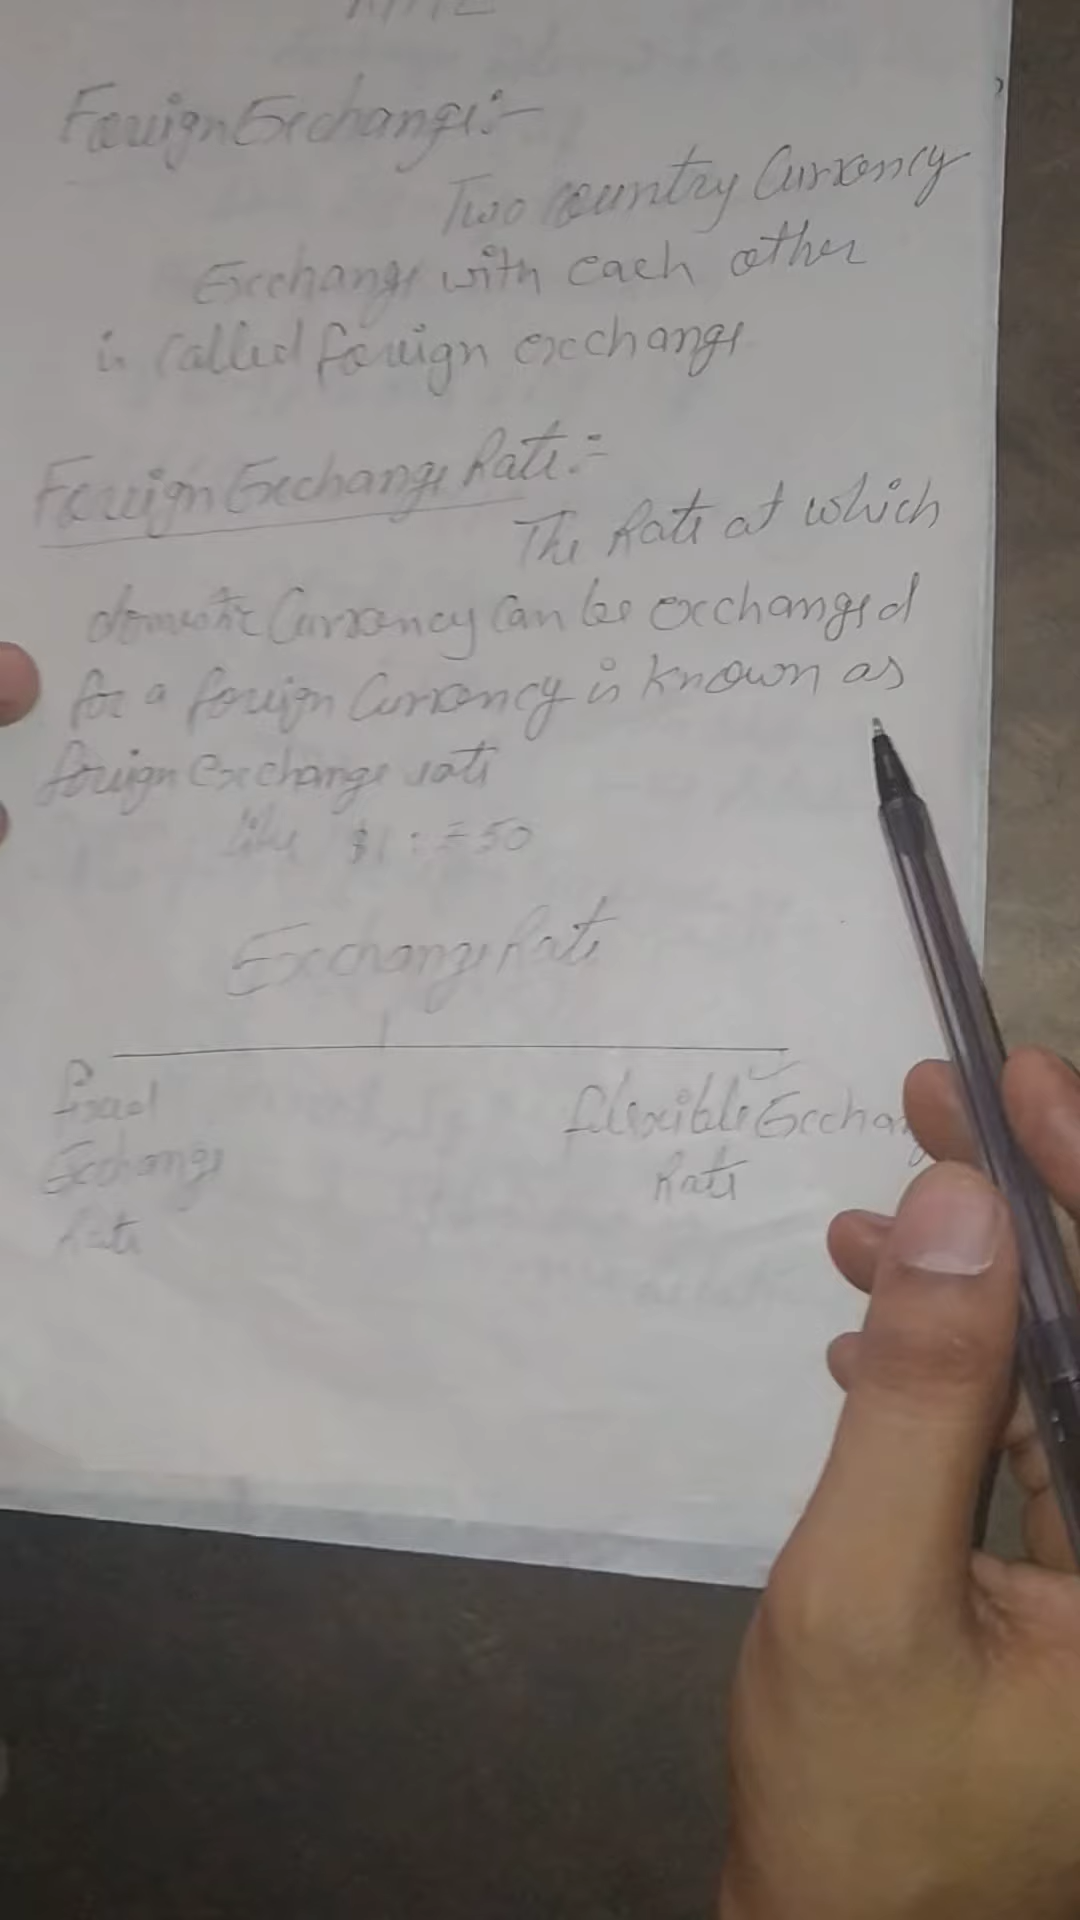 Foreign Exchange:-
Two country Currency
Exchange with each other
is called foreign exchange
Foreign Exchange Rate:-
The Rate at which
domestic Currency Can be exchanged
for a foreign Currency is known as
foreign exchange rate
like $1 : = 50
Exchange Rate
fixed
Exchange
Rate
flexible Exchan
Rate